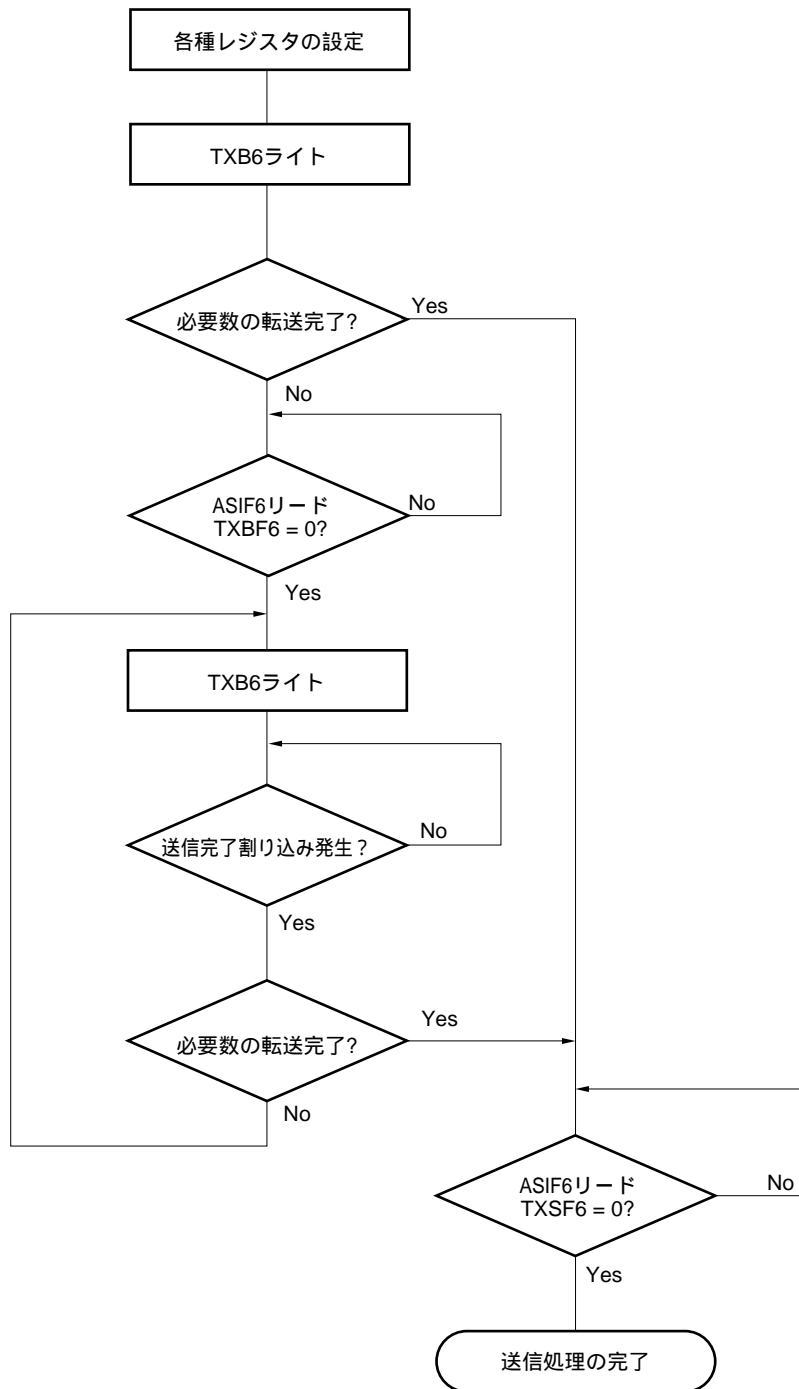 各種レジスタの設定
TXB6ライト
必要数の転送完了?
Yes
No
ASIF6リード
TXBF6 = 0?
No
Yes
TXB6ライト
送信完了割り込み発生？
No
Yes
必要数の転送完了?
Yes
No
ASIF6リード
TXSF6 = 0?
No
Yes
送信処理の完了